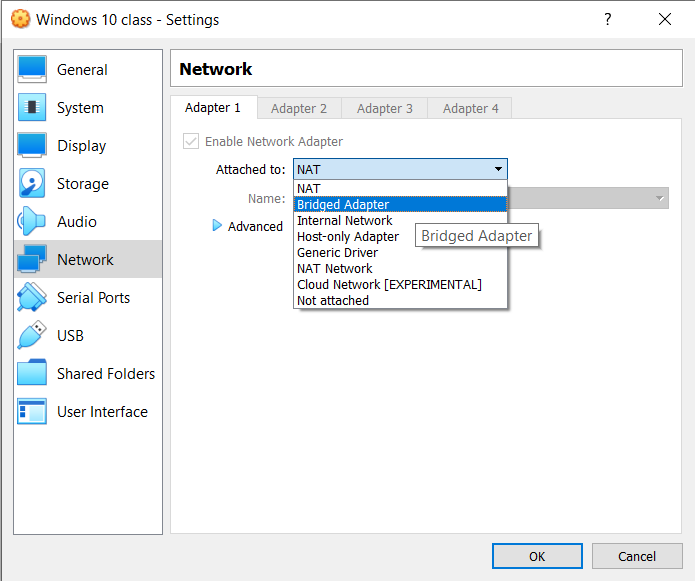 Windows 10 class - Settings
?
General
System
Display
Storage
Audio
Network
Serial Ports
USB
Shared Folders
User Interface
Network
Adapter 1
Adapter 2
Adapter 3
Adapter 4
Enable Network Adapter
Attached to:
NAT
Name:
Advanced
NAT
Bridged Adapter
Internal Network
Host-only Adapter
Generic Driver
NAT Network
Cloud Network [EXPERIMENTAL]
Not attached
Bridged Adapter
OK
Cancel